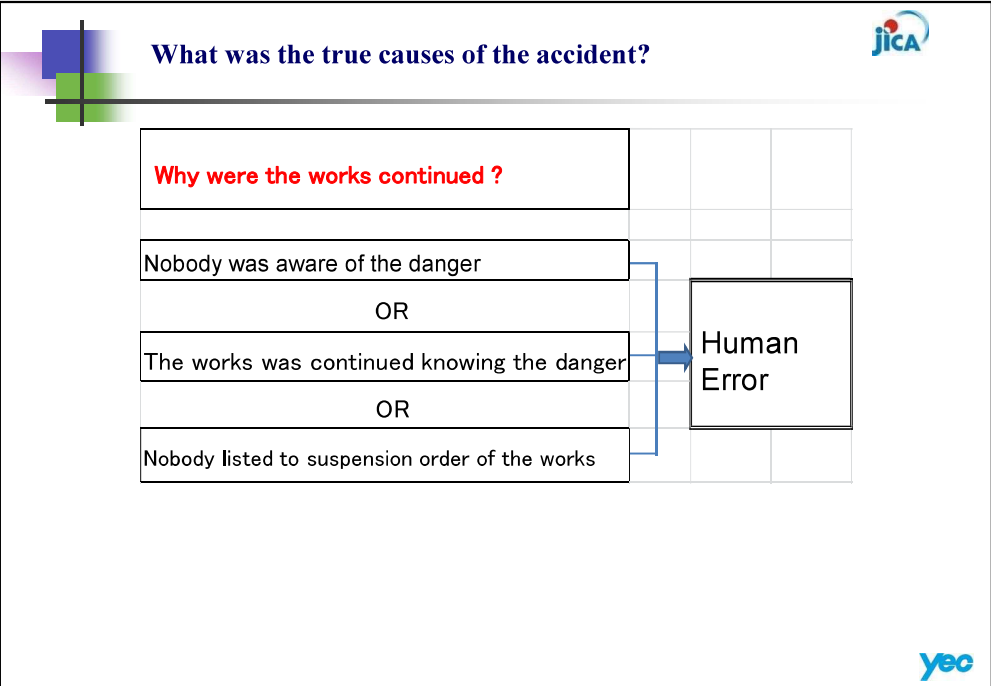 What was the true causes of the accident?
jICA
Why were the works continued ?
Nobody was aware of the danger
OR
The works was continued knowing the danger
OR
Nobody listed to suspension order of the works
Human
Error
yec